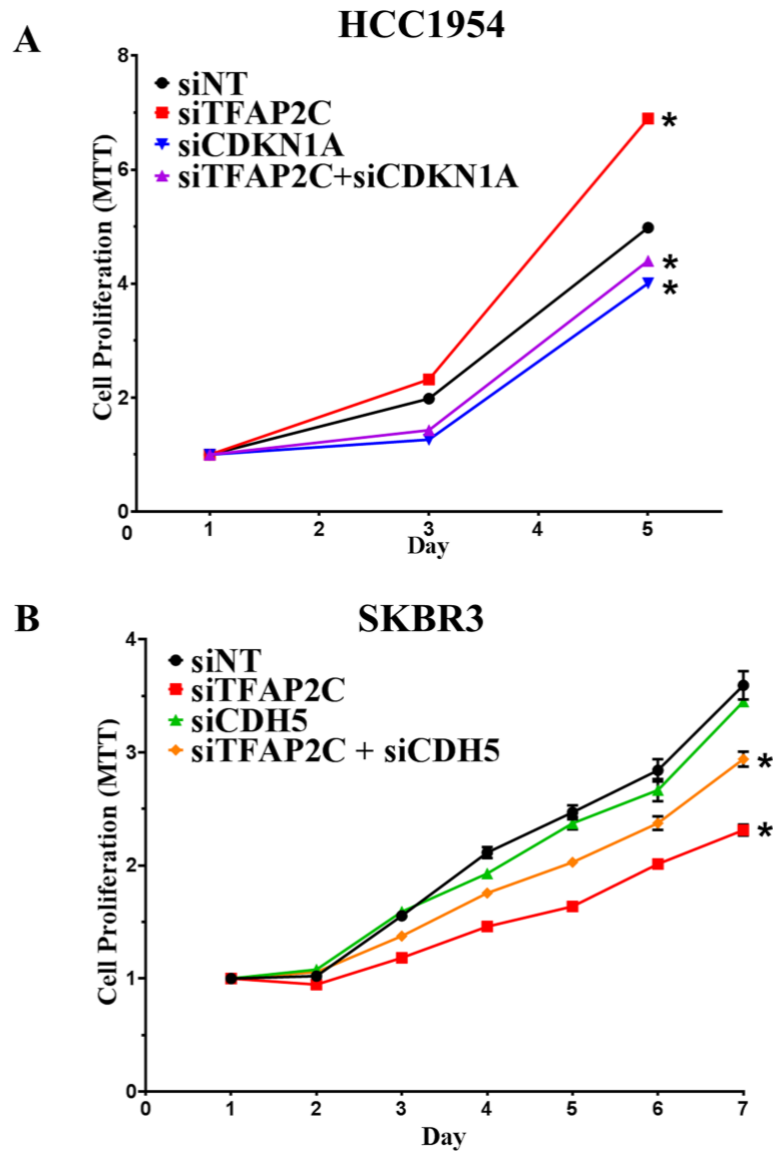 A
HCC1954
8
siNT
siTFAP2C
siCDKN1A
siTFAP2C+siCDKN1A
*
6
*
*
4
2
0
Cell Proliferation (MTT)
0 1 2 3 4 5
Day
B
SKBR3
4
siNT
siTFAP2C
siCDH5
siTFAP2C + siCDH5
3
*
*
2
1
0
Cell Proliferation (MTT)
0 1 2 3 4 5 6 7
Day